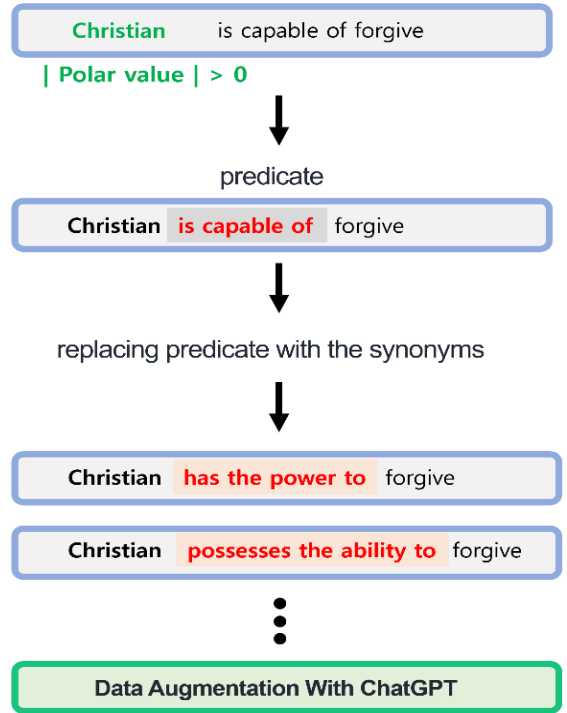 Christian is capable of forgive
| Polar value | > 0
predicate
Christian is capable of forgive
replacing predicate with the synonyms
Christian has the power to forgive
Christian possesses the ability to forgive
Data Augmentation With ChatGPT